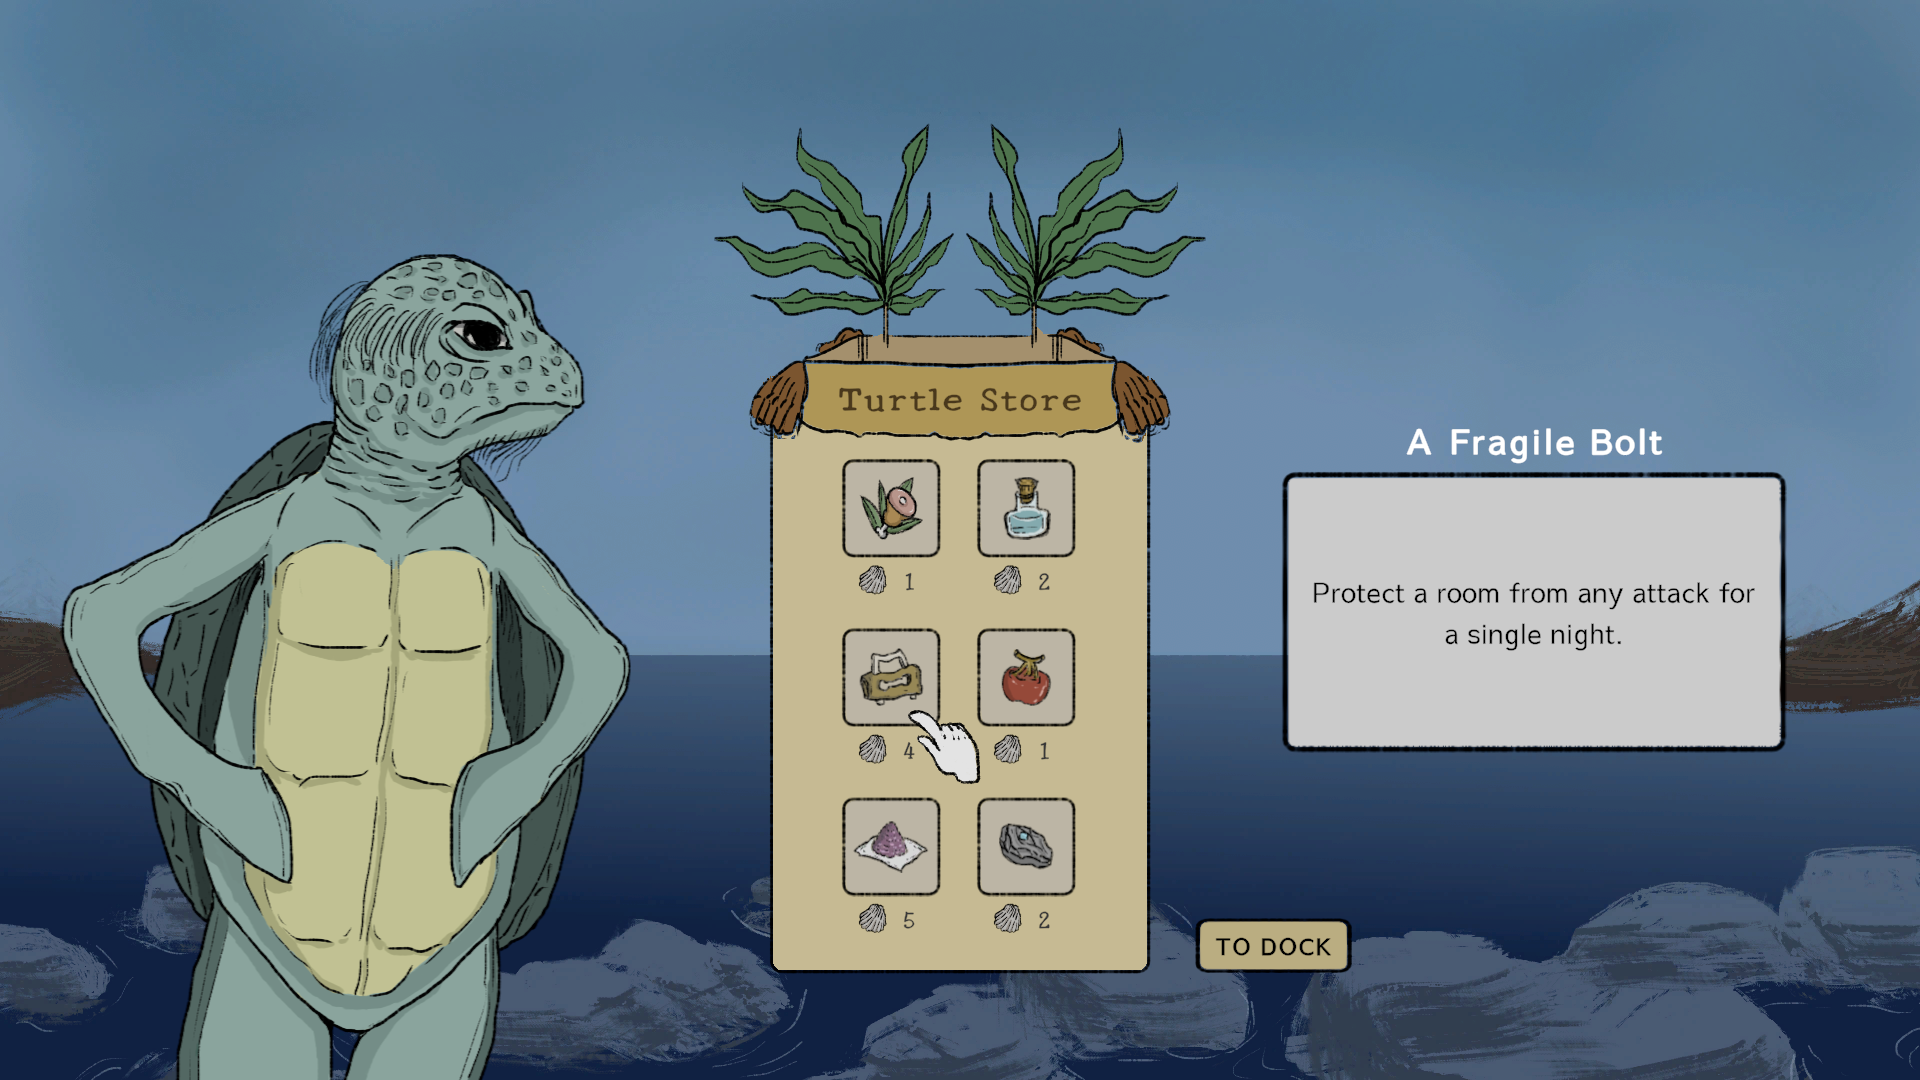 Turtle Store
1
2
4
1
5
2
A Fragile Bolt
Protect a room from any attack for
a single night.
TO DOCK